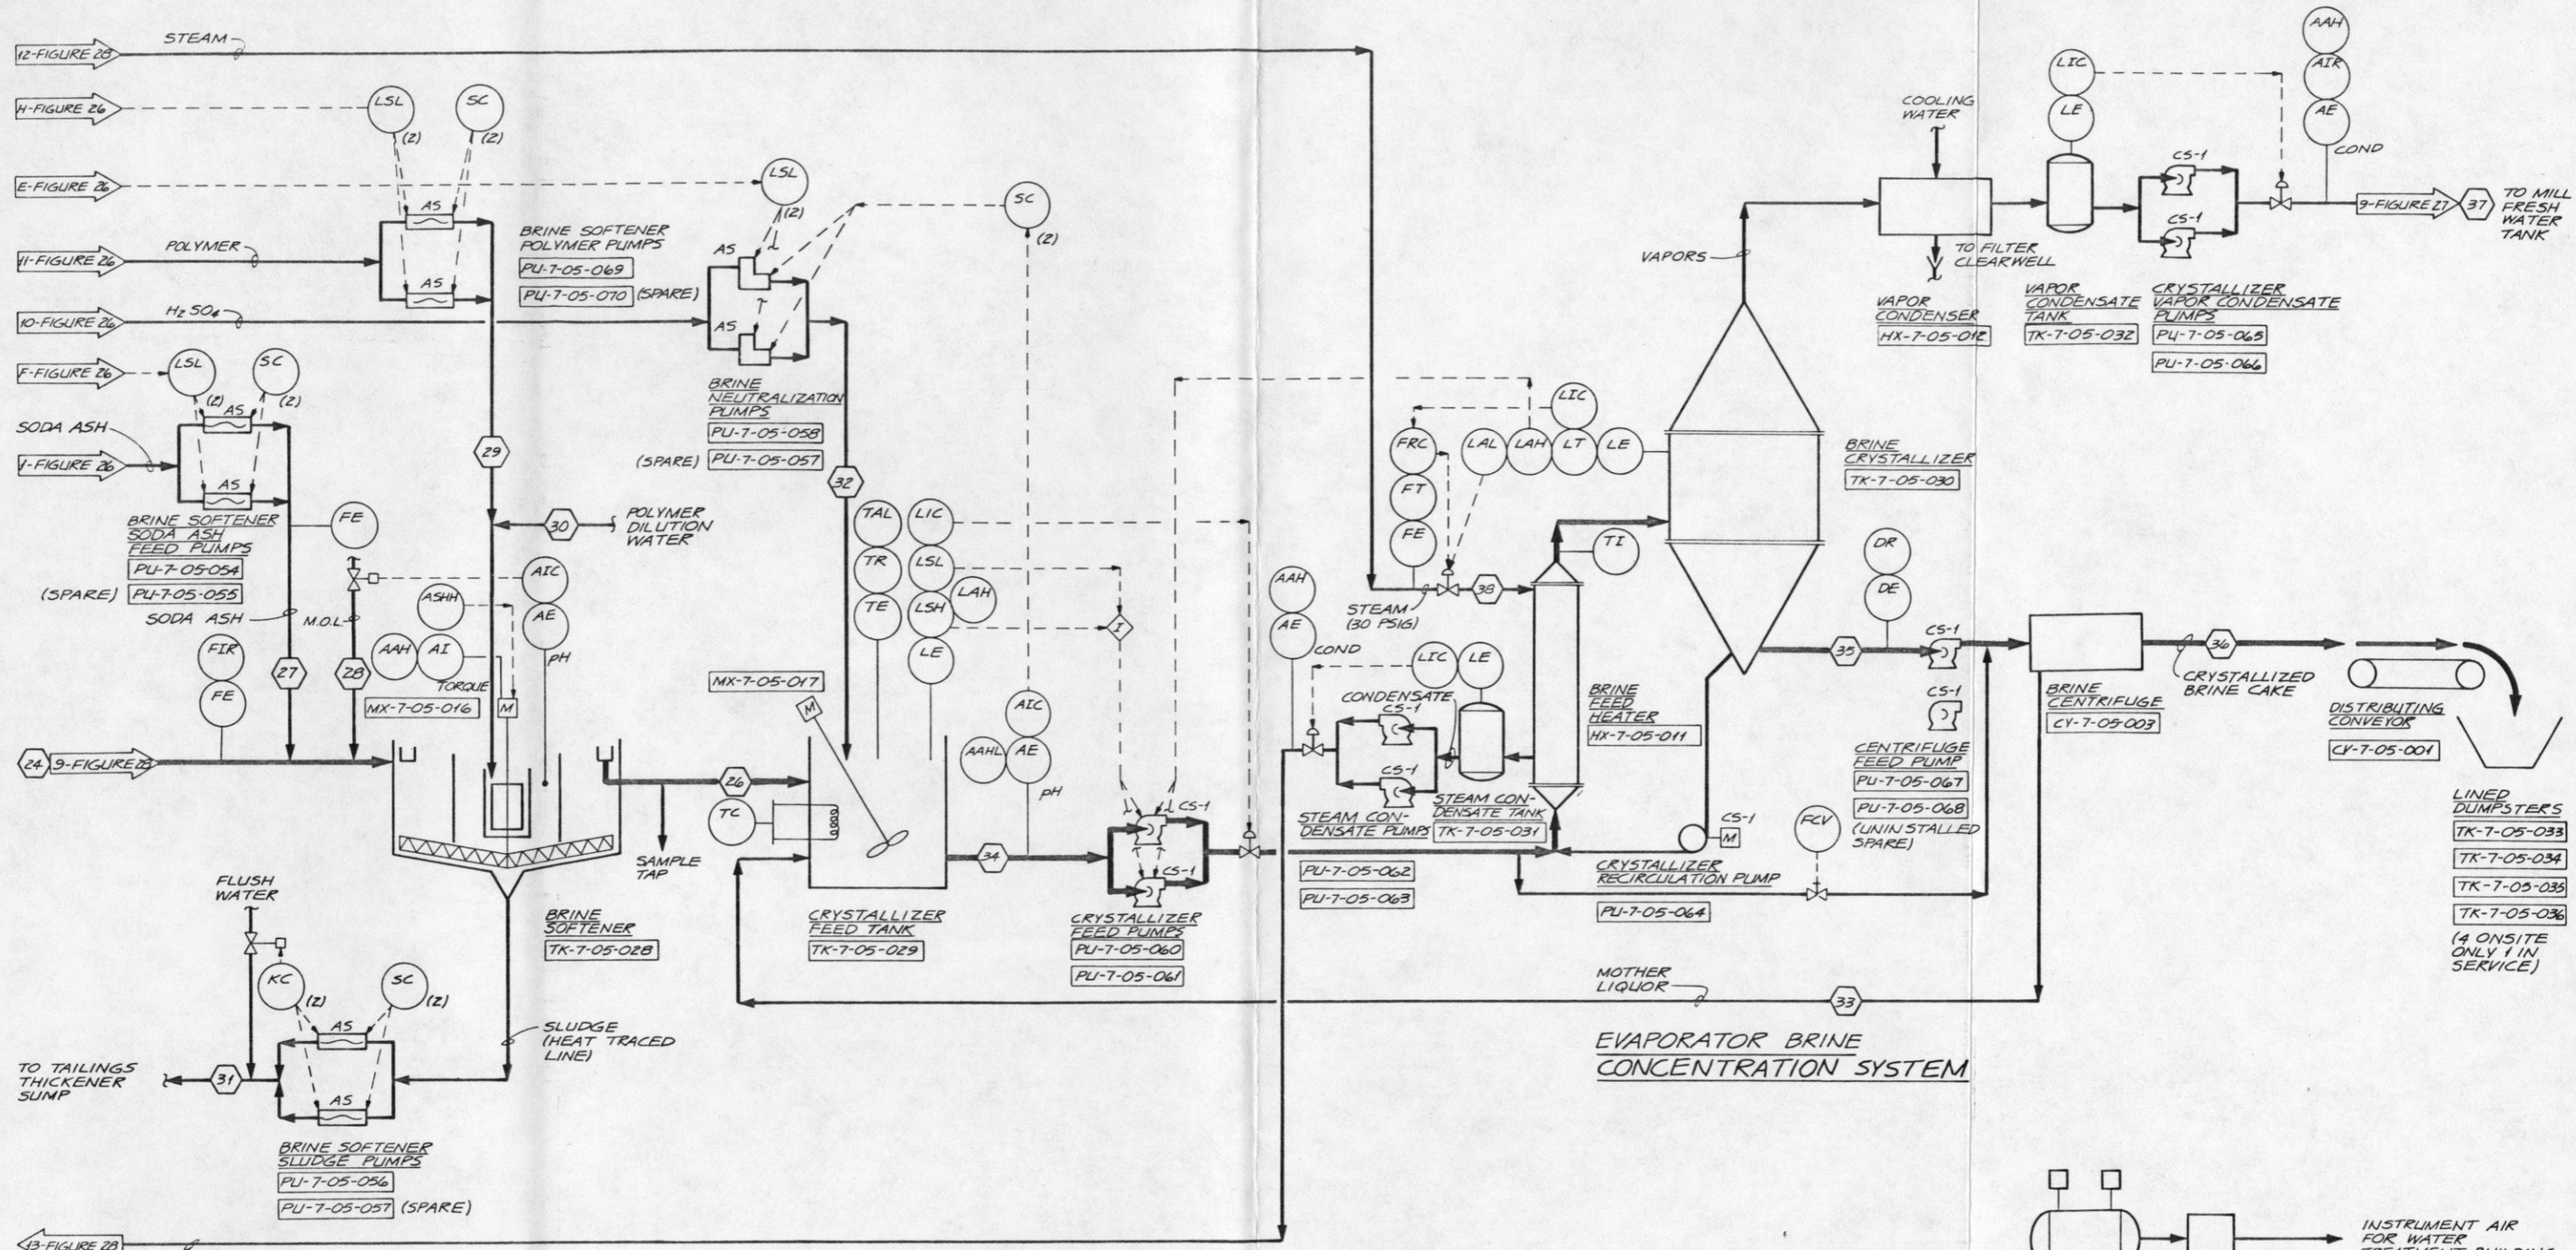 12-FIGURE 28
STEAM
H-FIGURE 26
LSL
(2)
SC
(2)
E-FIGURE 26
LSL
(2)
SC
(2)
11-FIGURE 26
POLYMER
AS
AS
BRINE SOFTENER
POLYMER PUMPS
PU-7-05-069
PU-7-05-070 (SPARE)
10-FIGURE 26
H2SO4
AS
AS
BRINE
NEUTRALIZATION
PUMPS
PU-7-05-058
(SPARE) PU-7-05-057
F-FIGURE 26
LSL
(2)
SC
(2)
SODA ASH
AS
AS
BRINE SOFTENER
SODA ASH
FEED PUMPS
PU-7-05-054
(SPARE) PU-7-05-055
SODA ASH
M.O.L.
FE
29
30
POLYMER
DILUTION
WATER
32
AIC
AE
pH
ASHH
AAH
AI
TORQUE
MX-7-05-016
M
FIR
FE
27
28
24
9-FIGURE 28
26
SAMPLE
TAP
BRINE
SOFTENER
TK-7-05-028
FLUSH
WATER
KC
(2)
SC
(2)
AS
AS
SLUDGE
(HEAT TRACED
LINE)
TO TAILINGS
THICKENER
SUMP
31
BRINE SOFTENER
SLUDGE PUMPS
PU-7-05-056
PU-7-05-057 (SPARE)
13-FIGURE 28
TAL
TR
TE
LIC
LSL
LSH
LAH
LE
I
MX-7-05-017
M
TC
CRYSTALLIZER
FEED TANK
TK-7-05-029
AIC
AAHL
AE
pH
34
CS-1
CS-1
CRYSTALLIZER
FEED PUMPS
PU-7-05-060
PU-7-05-061
LIC
FRC
FT
FE
LAL
LAH
LT
LE
STEAM
(30 PSIG)
38
AAH
AE
COND
LIC
LE
CONDENSATE
CS-1
CS-1
STEAM CON-
DENSATE PUMPS
PU-7-05-062
PU-7-05-063
STEAM CON-
DENSATE TANK
TK-7-05-031
TI
BRINE
FEED
HEATER
HX-7-05-011
VAPORS
BRINE
CRYSTALLIZER
TK-7-05-030
CS-1
M
CRYSTALLIZER
RECIRCULATION PUMP
PU-7-05-064
FCV
COOLING
WATER
TO FILTER
CLEARWELL
VAPOR
CONDENSER
HX-7-05-012
LIC
LE
VAPOR
CONDENSATE
TANK
TK-7-05-032
CS-1
CS-1
CRYSTALLIZER
VAPOR CONDENSATE
PUMPS
PU-7-05-065
PU-7-05-066
AAH
AIR
AE
COND
9-FIGURE 27
37
TO MILL
FRESH
WATER
TANK
DR
DE
35
CS-1
CS-1
CENTRIFUGE
FEED PUMP
PU-7-05-067
PU-7-05-068
(UNINSTALLED
SPARE)
BRINE
CENTRIFUGE
CY-7-05-003
36
CRYSTALLIZED
BRINE CAKE
DISTRIBUTING
CONVEYOR
CV-7-05-001
LINED
DUMPSTERS
TK-7-05-033
TK-7-05-034
TK-7-05-035
TK-7-05-036
(4 ONSITE
ONLY 1 IN
SERVICE)
MOTHER
LIQUOR
33
EVAPORATOR BRINE
CONCENTRATION SYSTEM
INSTRUMENT AIR
FOR WATER